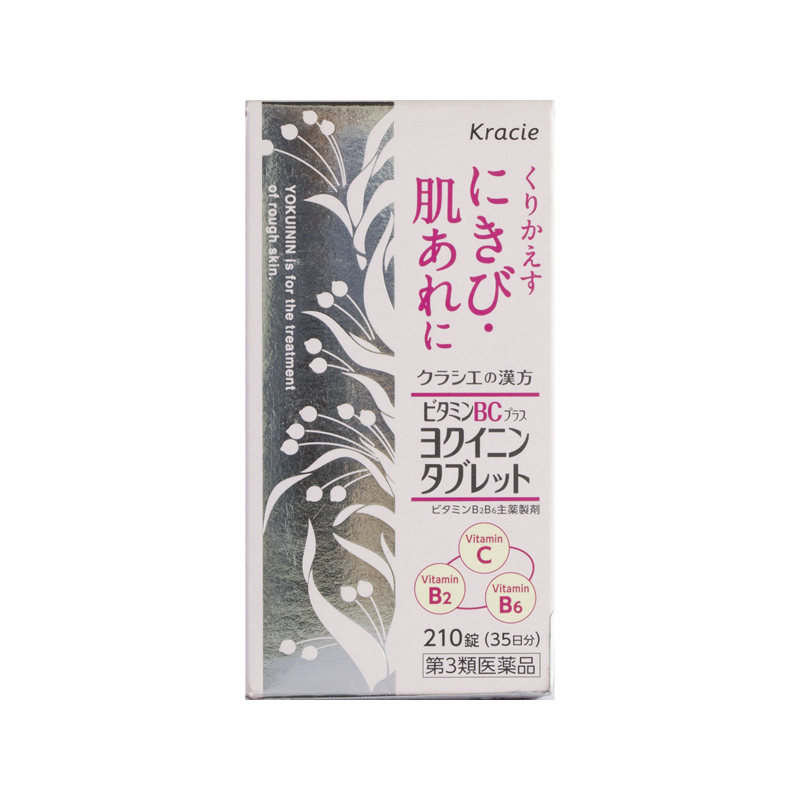 Kracie
くりかえす
にきび・
肌あれに
YOKUININ is for the treatment
of rough skin.
クラシエの漢方
ビタミンBCプラス
ヨクイニン
タブレット
ビタミンB2B6主薬製剤
Vitamin
C
Vitamin
B2
Vitamin
B6
210錠（35日分）
第3類医薬品